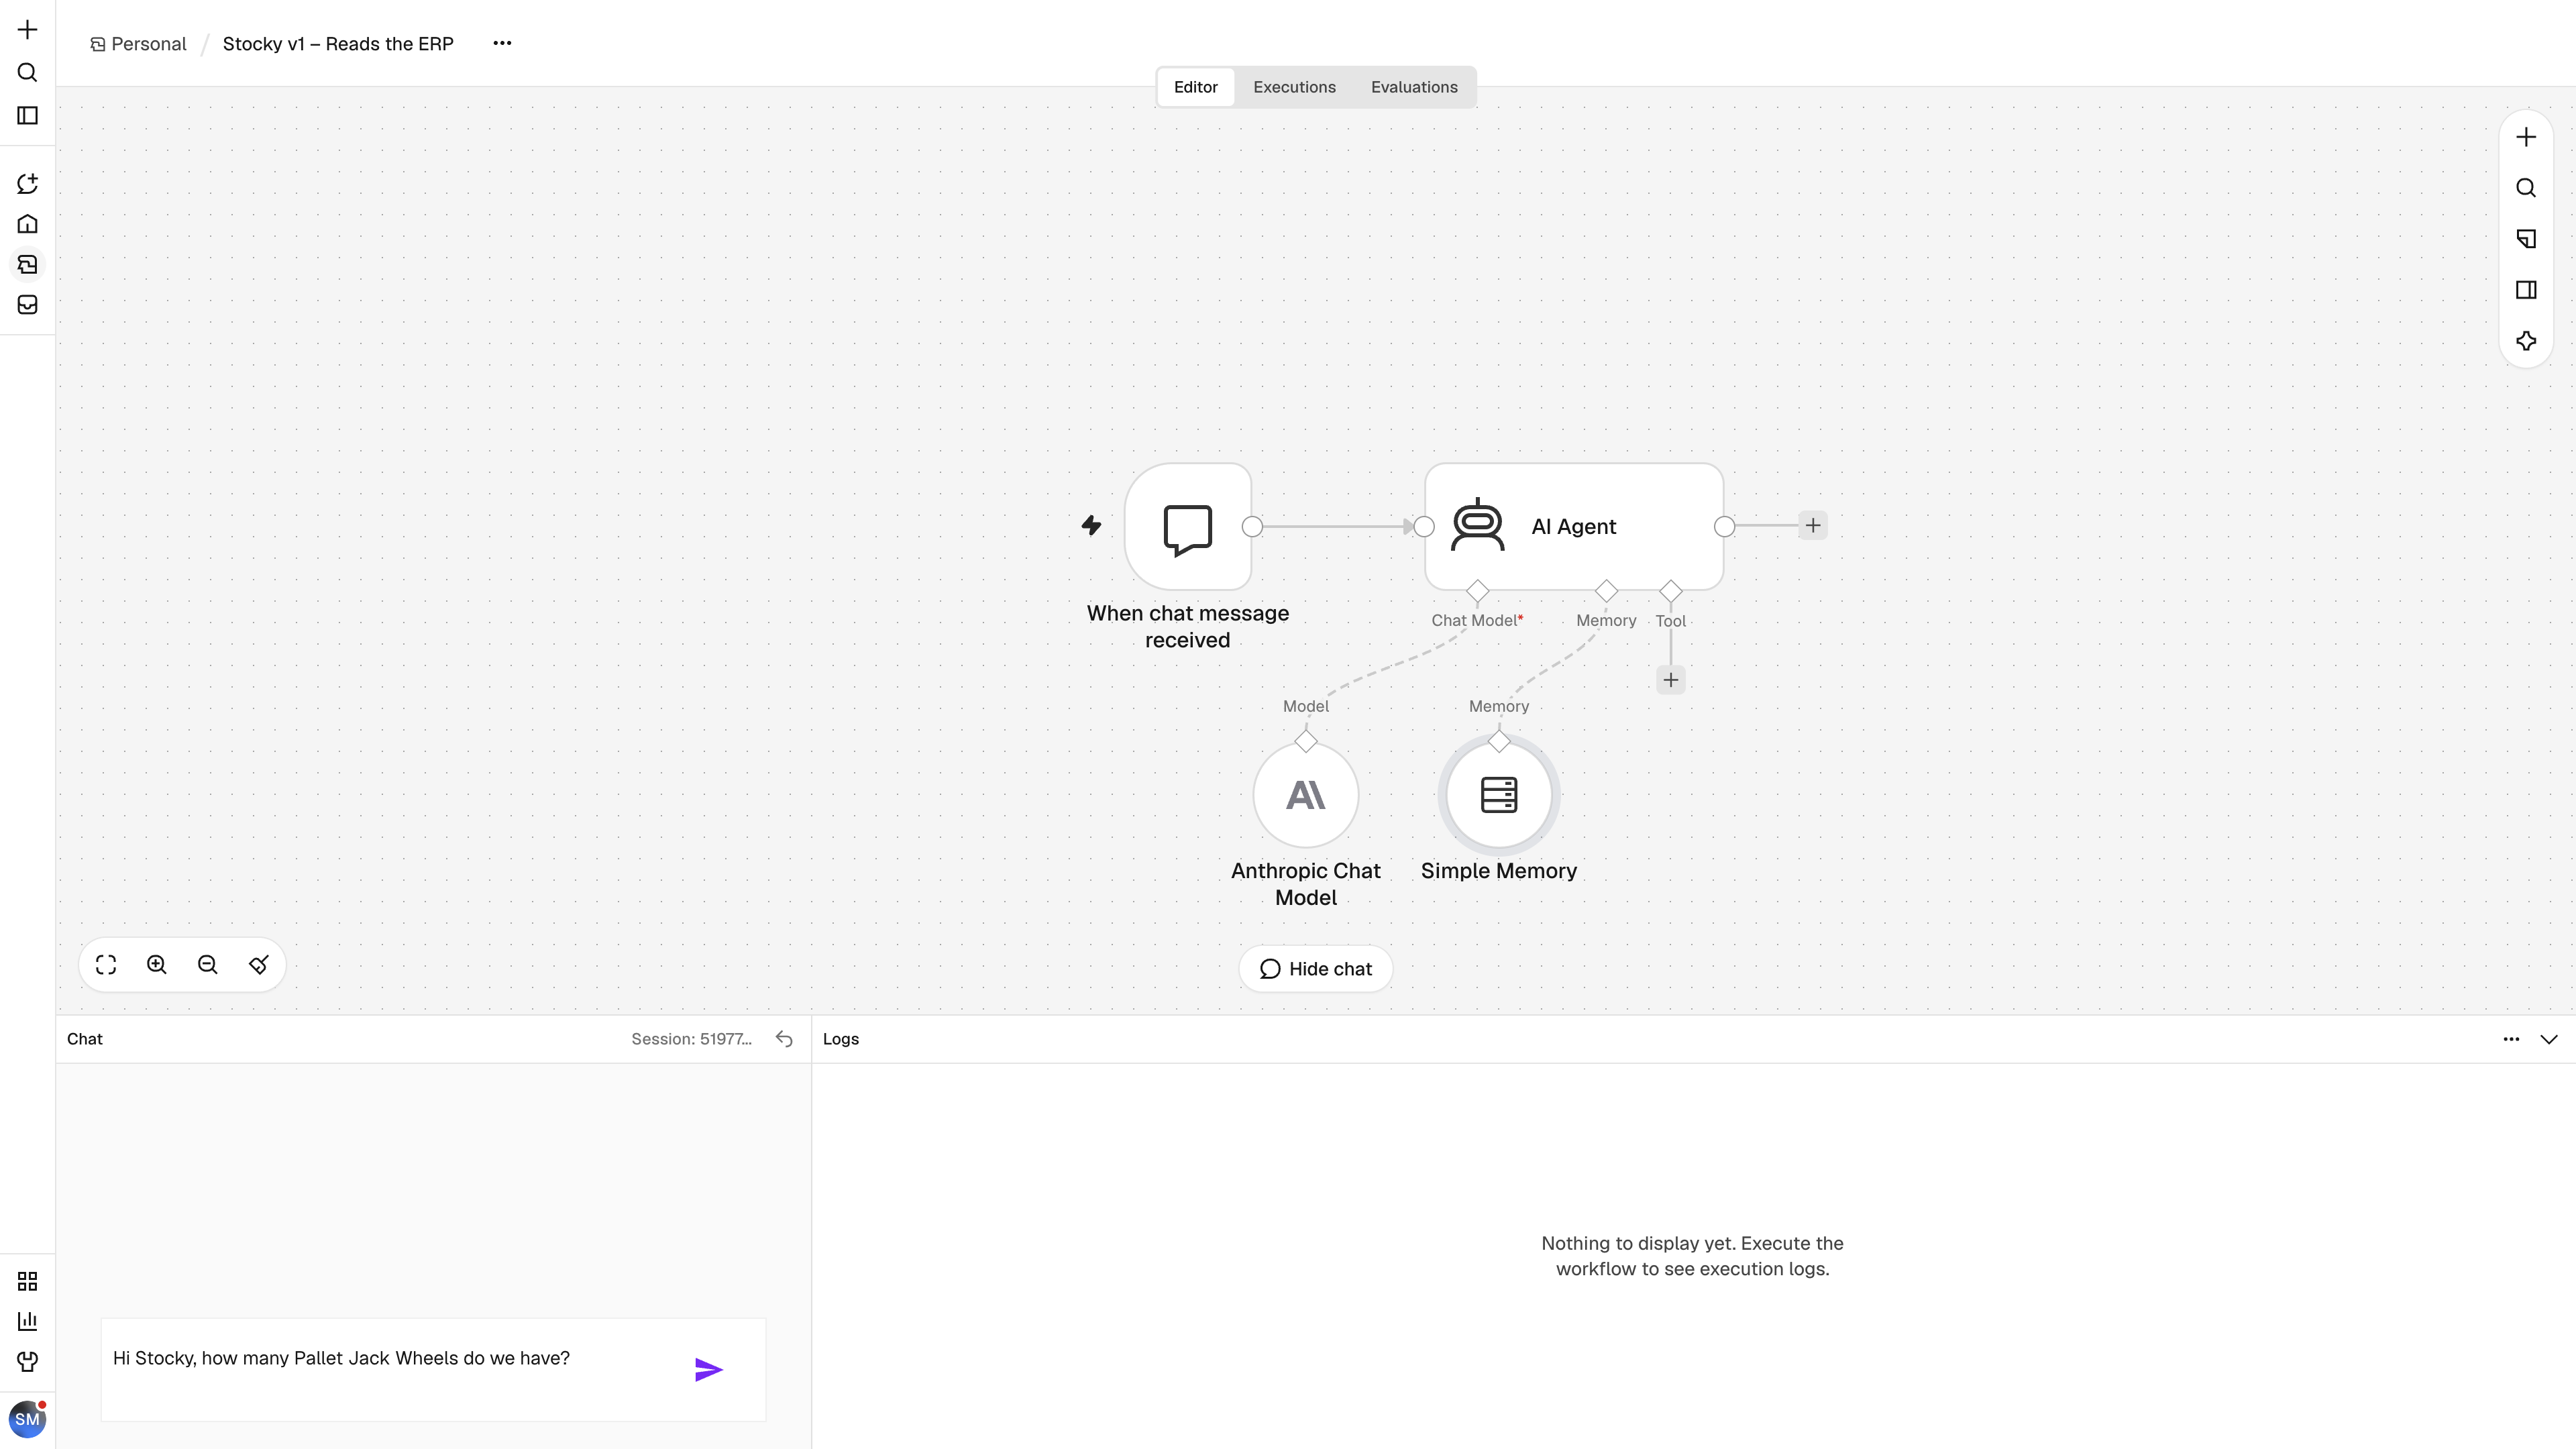 Personal / Stocky v1 – Reads the ERP
Editor Executions Evaluations
AI Agent
When chat message
received
Chat Model* Memory Tool
Model Memory
Anthropic Chat
Model
Simple Memory
Hide chat
Chat Session: 51977... Logs
Nothing to display yet. Execute the
workflow to see execution logs.
Hi Stocky, how many Pallet Jack Wheels do we have?
SM